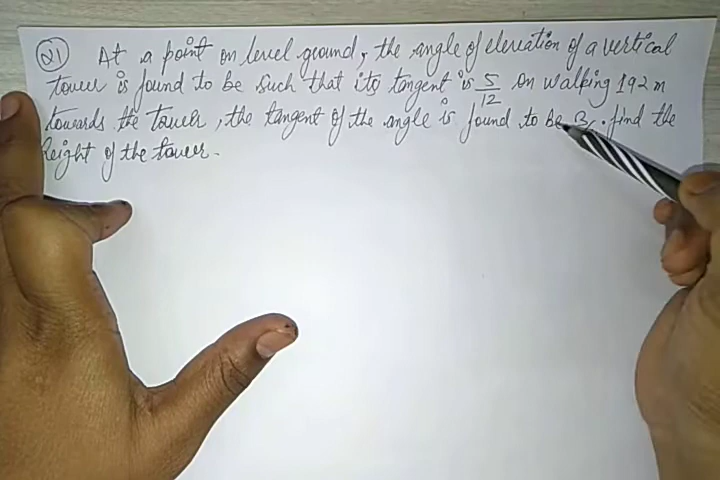 Q1 At a point on level ground, the angle of elevation of a vertical
tower is found to be such that its tangent is 5/12 on walking 192 m
towards the tower, the tangent of the angle is found to be 3/ . find the
height of the tower.